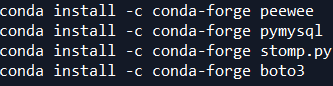 conda install -c conda-forge peewee
conda install -c conda-forge pymysql
conda install -c conda-forge stomp.py
conda install -c conda-forge boto3